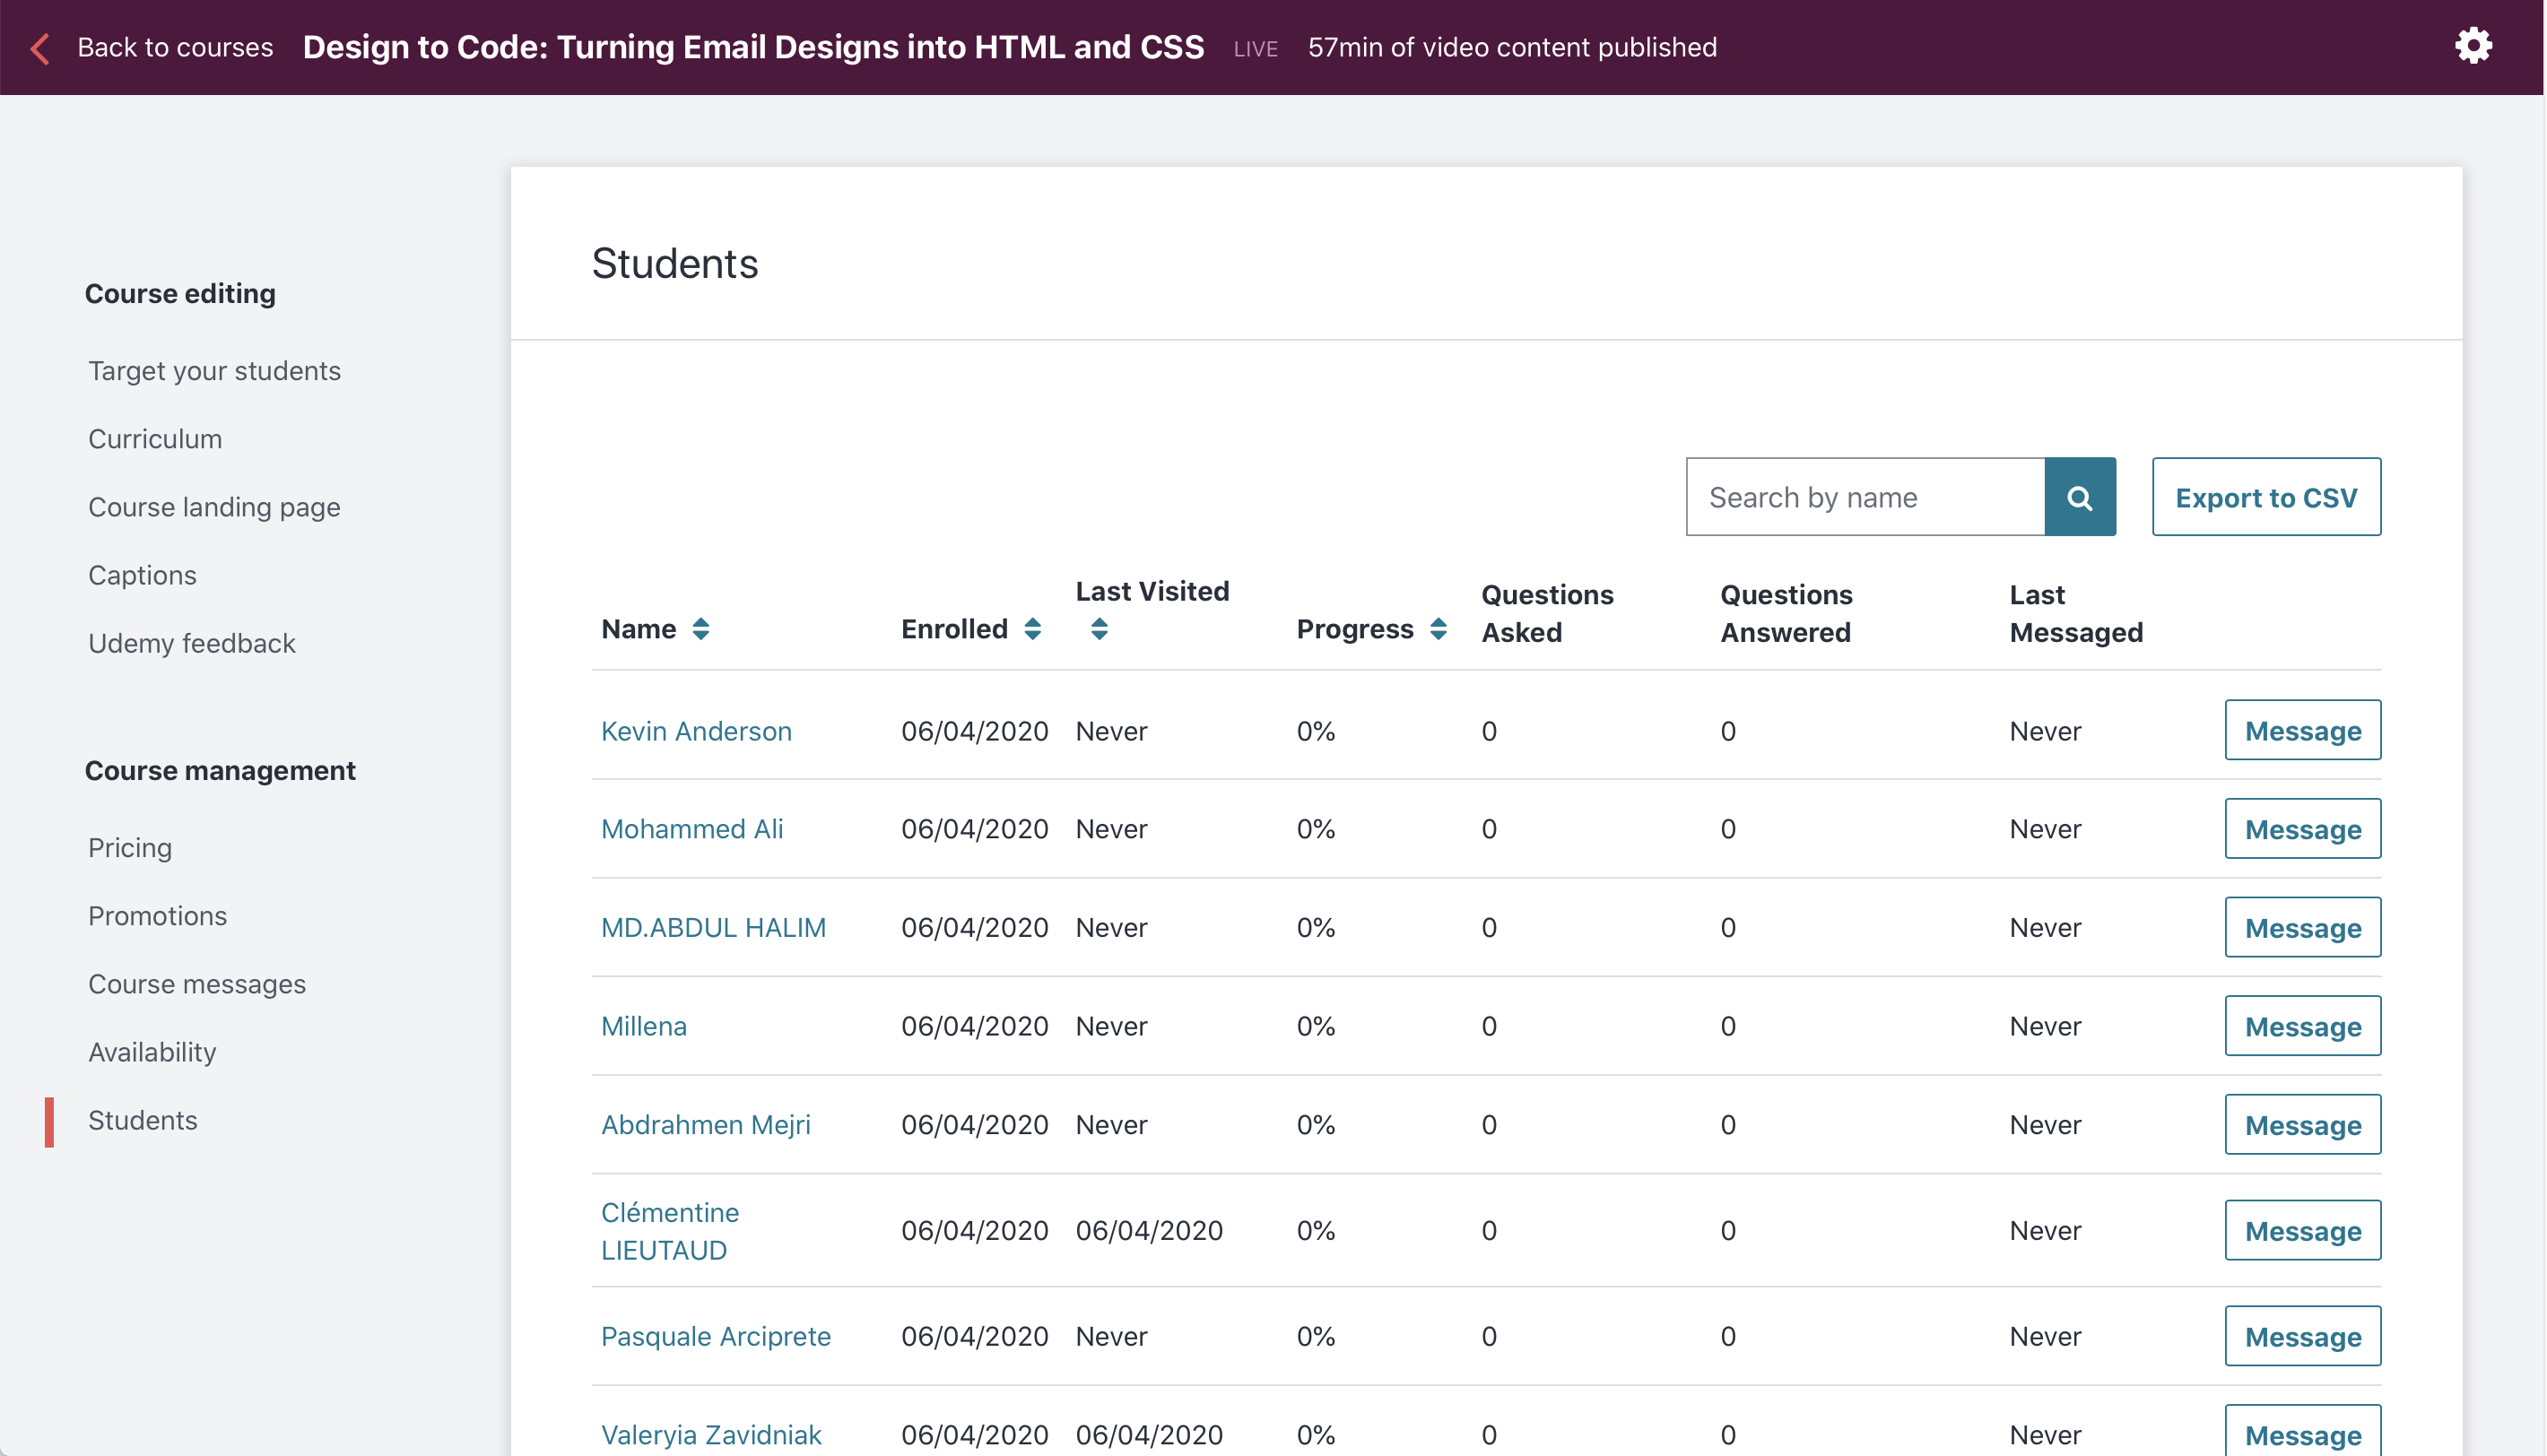 Back to courses Design to Code: Turning Email Designs into HTML and CSS LIVE 57min of video content published
Course editing
Target your students
Curriculum
Course landing page
Captions
Udemy feedback
Course management
Pricing
Promotions
Course messages
Availability
Students
Students
Search by name
Export to CSV
Name Enrolled Last Visited Progress Questions Asked Questions Answered Last Messaged
Kevin Anderson 06/04/2020 Never 0% 0 0 Never Message
Mohammed Ali 06/04/2020 Never 0% 0 0 Never Message
MD.ABDUL HALIM 06/04/2020 Never 0% 0 0 Never Message
Millena 06/04/2020 Never 0% 0 0 Never Message
Abdrahmen Mejri 06/04/2020 Never 0% 0 0 Never Message
Clémentine LIEUTAUD 06/04/2020 06/04/2020 0% 0 0 Never Message
Pasquale Arciprete 06/04/2020 Never 0% 0 0 Never Message
Valeryia Zavidniak 06/04/2020 06/04/2020 0% 0 0 Never Message